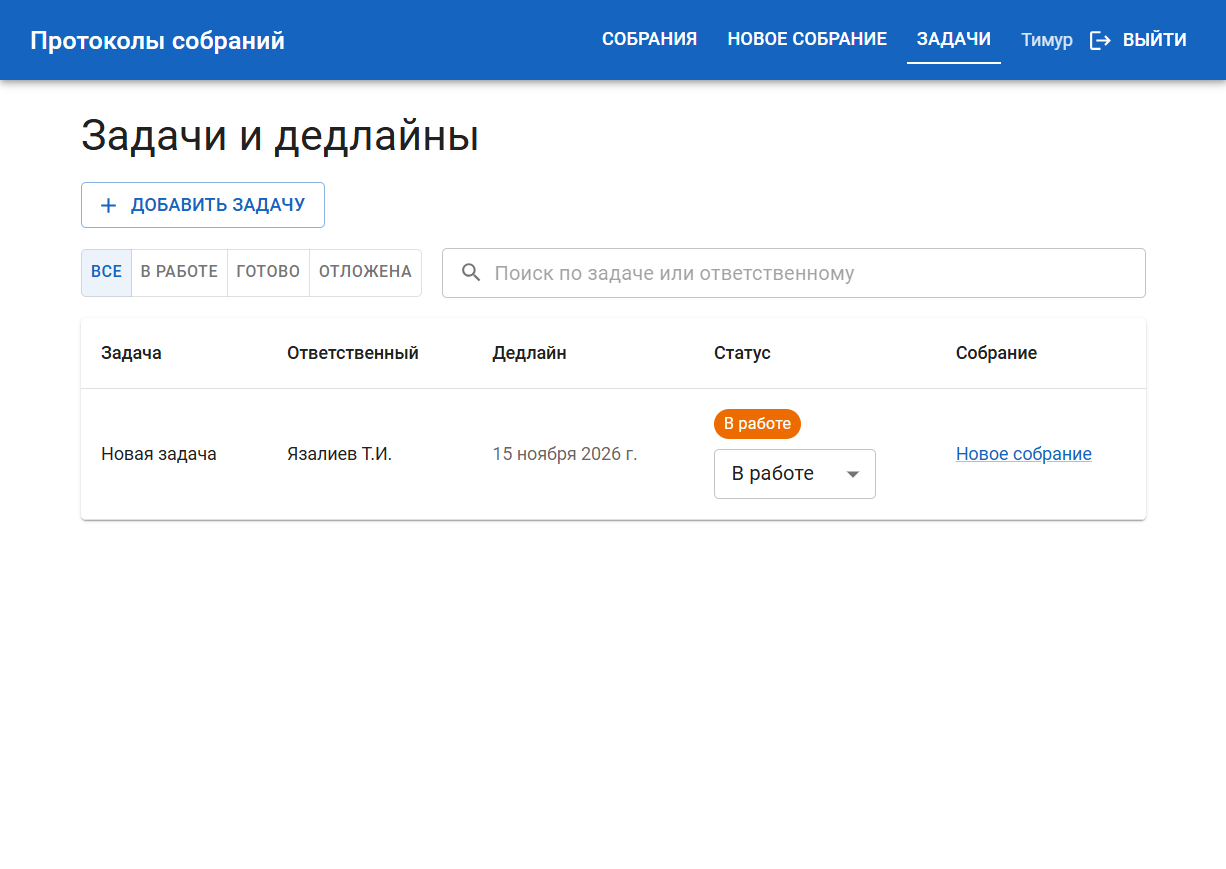 Протоколы собраний
СОБРАНИЯ НОВОЕ СОБРАНИЕ ЗАДАЧИ Тимур ВЫЙТИ
Задачи и дедлайны
+ ДОБАВИТЬ ЗАДАЧУ
ВСЕ В РАБОТЕ ГОТОВО ОТЛОЖЕНА
Поиск по задаче или ответственному
Задача Ответственный Дедлайн Статус Собрание
В работе
Новая задача Язалиев Т.И. 15 ноября 2026 г. Новое собрание
В работе